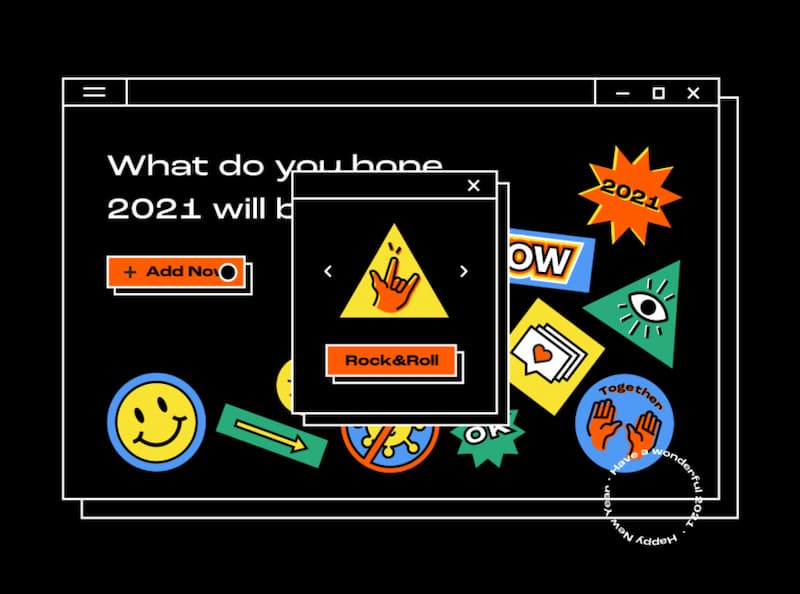 What do you hope
2021 will b
+ Add Now
2021
OW
Rock&Roll
OK
Together
Have a wonderful 2021 · Happy New Year ·